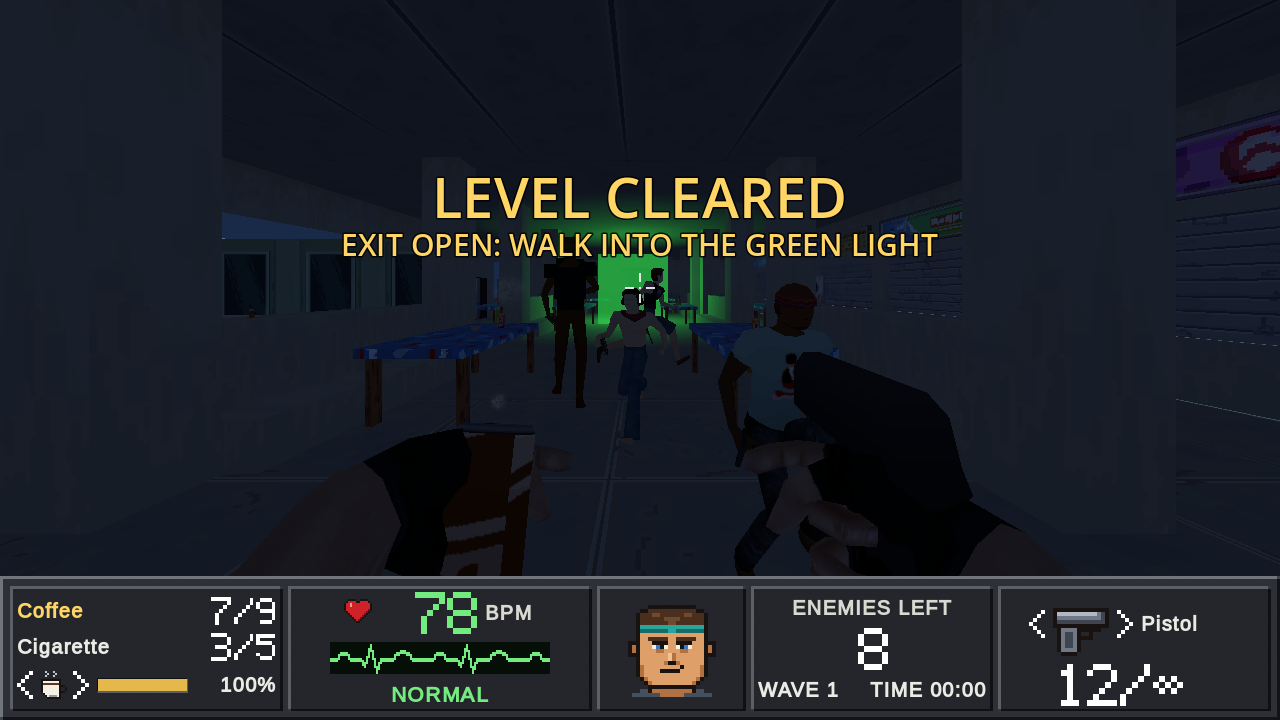 LEVEL CLEARED
EXIT OPEN: WALK INTO THE GREEN LIGHT
Coffee 7/9
Cigarette 3/5
100%
78 BPM
NORMAL
ENEMIES LEFT
8
WAVE 1 TIME 00:00
Pistol
12/∞